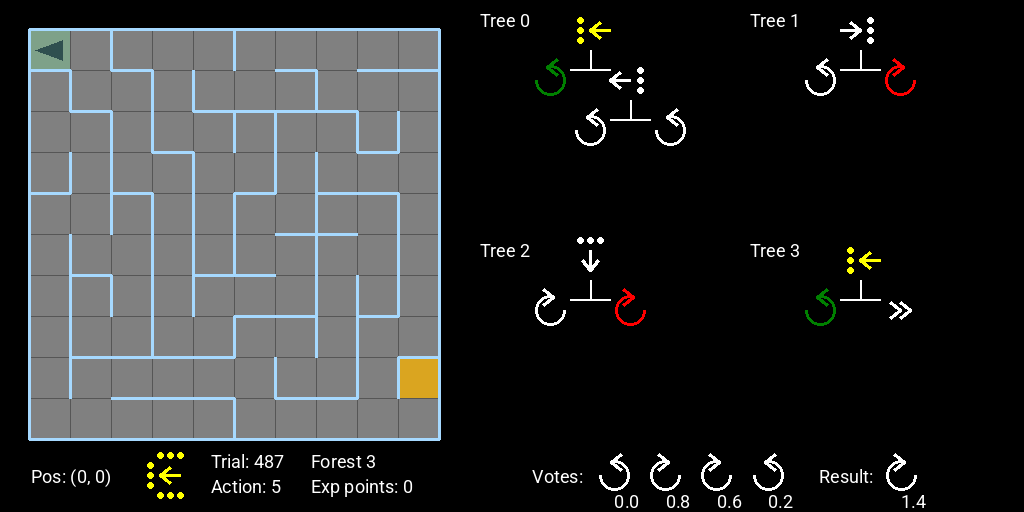 Tree 0
Tree 1
Tree 2
Tree 3
Pos: (0, 0)
Trial: 487
Forest 3
Action: 5
Exp points: 0
Votes:
0.0
0.8
0.6
0.2
Result:
1.4